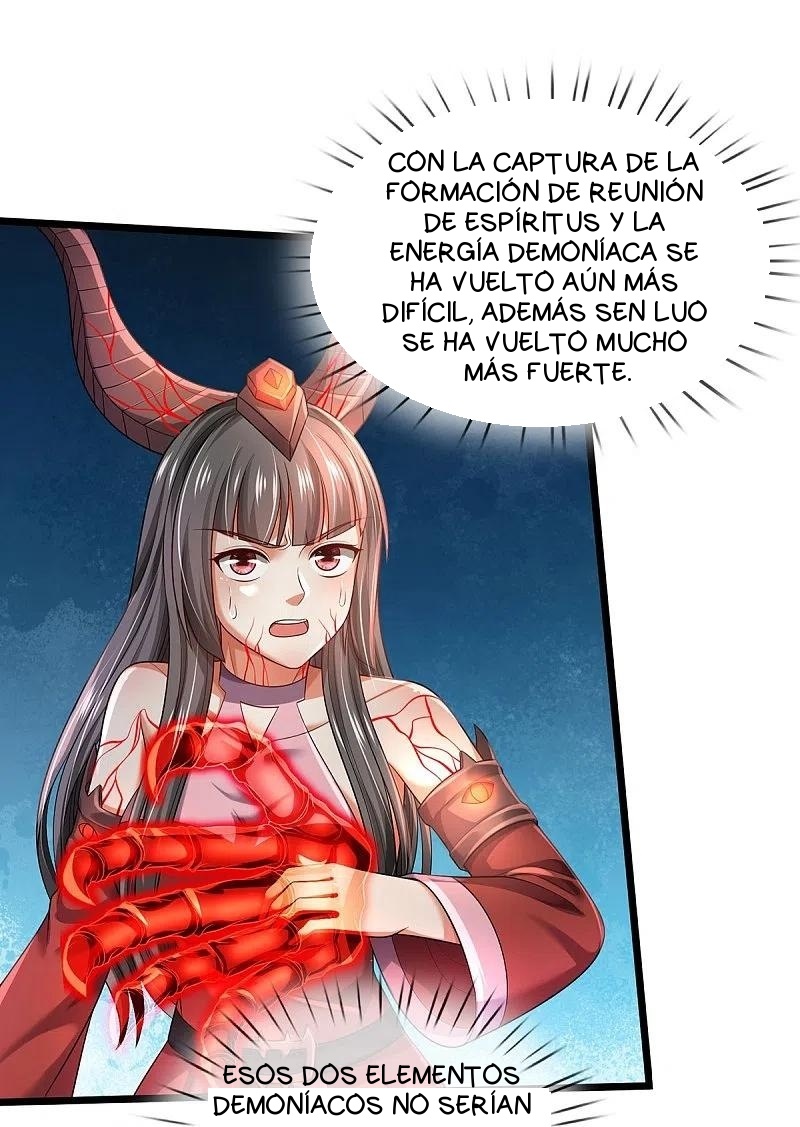 CON LA CAPTURA DE LA
FORMACIÓN DE REUNIÓN
DE ESPÍRITUS Y LA
ENERGÍA DEMONÍACA SE
HA VUELTO AÚN MÁS
DIFÍCIL, ADEMÁS SEN LUO
SE HA VUELTO MUCHO
MÁS FUERTE.
ESOS DOS ELEMENTOS
DEMONÍACOS NO SERÍAN